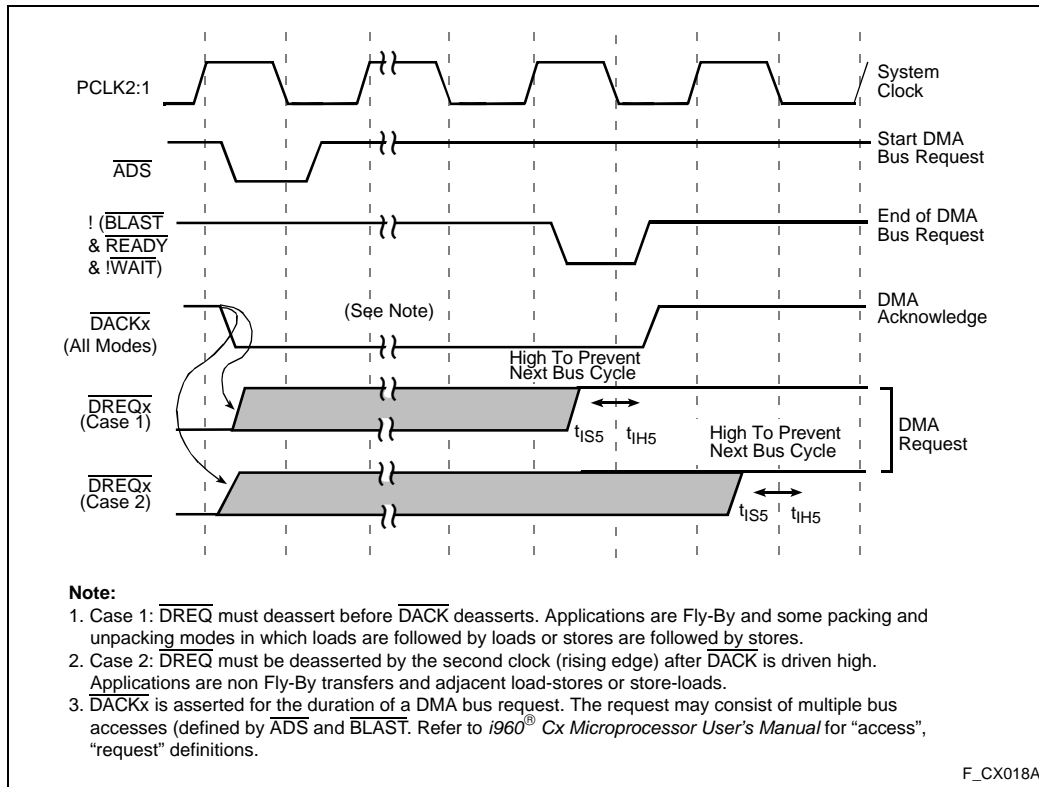 PCLK2:1
System
Clock
ADS
Start DMA
Bus Request
! (BLAST
& READY
& !WAIT)
End of DMA
Bus Request
DACKx
(All Modes)
(See Note)
DMA
Acknowledge
High To Prevent
Next Bus Cycle
DREQx
(Case 1)
tIS5
tIH5
High To Prevent
Next Bus Cycle
DMA
Request
DREQx
(Case 2)
tIS5
tIH5
Note:
1. Case 1: DREQ must deassert before DACK deasserts. Applications are Fly-By and some packing and
unpacking modes in which loads are followed by loads or stores are followed by stores.
2. Case 2: DREQ must be deasserted by the second clock (rising edge) after DACK is driven high.
Applications are non Fly-By transfers and adjacent load-stores or store-loads.
3. DACKx is asserted for the duration of a DMA bus request. The request may consist of multiple bus
accesses (defined by ADS and BLAST. Refer to i960® Cx Microprocessor User's Manual for “access”,
“request” definitions.
F_CX018A